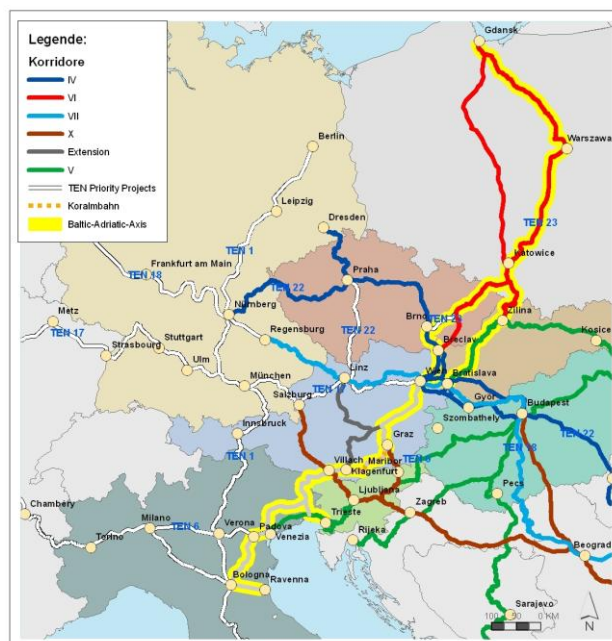 Legende:
Korridore
IV
VI
VII
X
Extension
V
TEN Priority Projects
Koralmbahn
Baltic-Adriatic-Axis
Gdansk
Berlin
Warszawa
Leipzig
Dresden
TEN 23
TEN 1
Katowice
Frankfurt am Main
TEN 18
Praha
TEN 22
Nürnberg
Zilina
Metz
Brno
TEN 17
Regensburg
TEN 22
Kosice
Strasbourg
Stuttgart
Breclav
Ulm
Linz
Wien
Bratislava
München
Salzburg
Györ
Budapest
Szombathely
TEN 22
Innsbruck
Graz
TEN 1
Villach
Maribor
Klagenfurt
Pecs
Ljubljana
Chambery
Zagreb
Milano
TEN 6
Verona
Padova
Trieste
Rijeka
Torino
Venezia
Beograd
Bologna
Ravenna
Sarajevo
100 50 0 KM
N